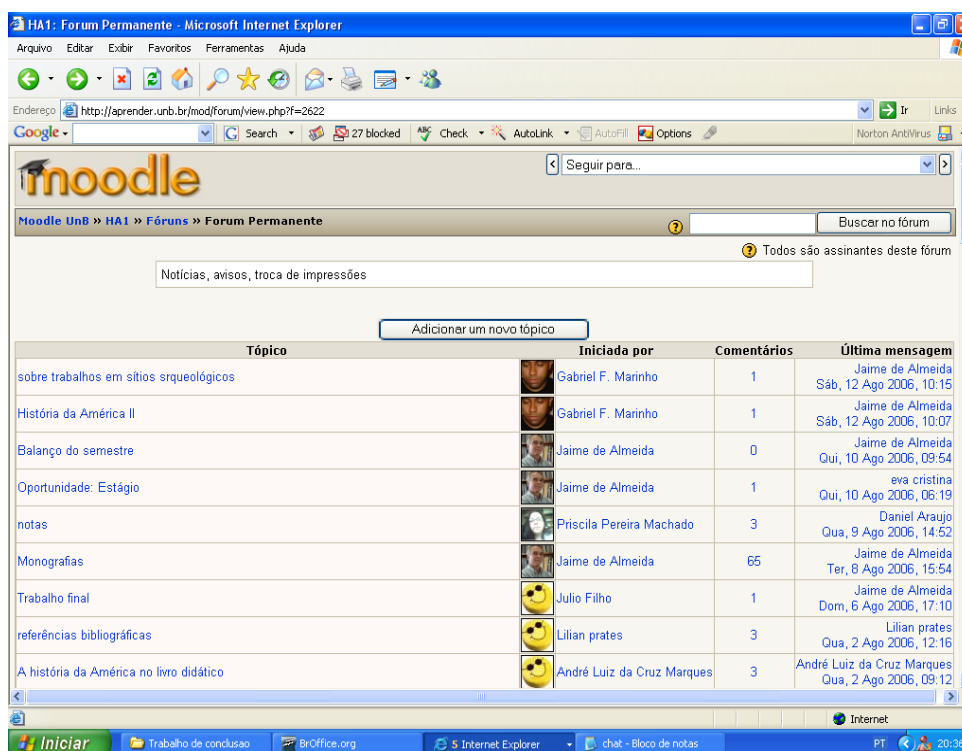 HA1: Forum Permanente - Microsoft Internet Explorer
Arquivo Editar Exibir Favoritos Ferramentas Ajuda
Endereço http://aprender.unb.br/mod/forum/view.php?f=2622 Ir Links
Google Search 27 blocked Check AutoLink AutoFill Options Norton AntiVirus
moodle Seguir para...
Moodle UnB » HA1 » Fóruns » Forum Permanente Buscar no fórum
Todos são assinantes deste fórum
Notícias, avisos, troca de impressões
Adicionar um novo tópico
Tópico Iniciada por Comentários Última mensagem
sobre trabalhos em sítios srqueológicos Gabriel F. Marinho 1 Jaime de Almeida
Sáb, 12 Ago 2006, 10:15
História da América II Gabriel F. Marinho 1 Jaime de Almeida
Sáb, 12 Ago 2006, 10:07
Balanço do semestre Jaime de Almeida 0 Jaime de Almeida
Qui, 10 Ago 2006, 09:54
Oportunidade: Estágio Jaime de Almeida 1 eva cristina
Qui, 10 Ago 2006, 06:19
notas Priscila Pereira Machado 3 Daniel Araujo
Qua, 9 Ago 2006, 14:52
Monografias Jaime de Almeida 65 Jaime de Almeida
Ter, 8 Ago 2006, 15:54
Trabalho final Julio Filho 1 Jaime de Almeida
Dom, 6 Ago 2006, 17:10
referências bibliográficas Lilian prates 3 Lilian prates
Qua, 2 Ago 2006, 12:16
A história da América no livro didático André Luiz da Cruz Marques 3 André Luiz da Cruz Marques
Qua, 2 Ago 2006, 09:12
Internet
Iniciar Trabalho de conclusao BrOffice.org 5 Internet Explorer chat - Bloco de notas PT 20:36